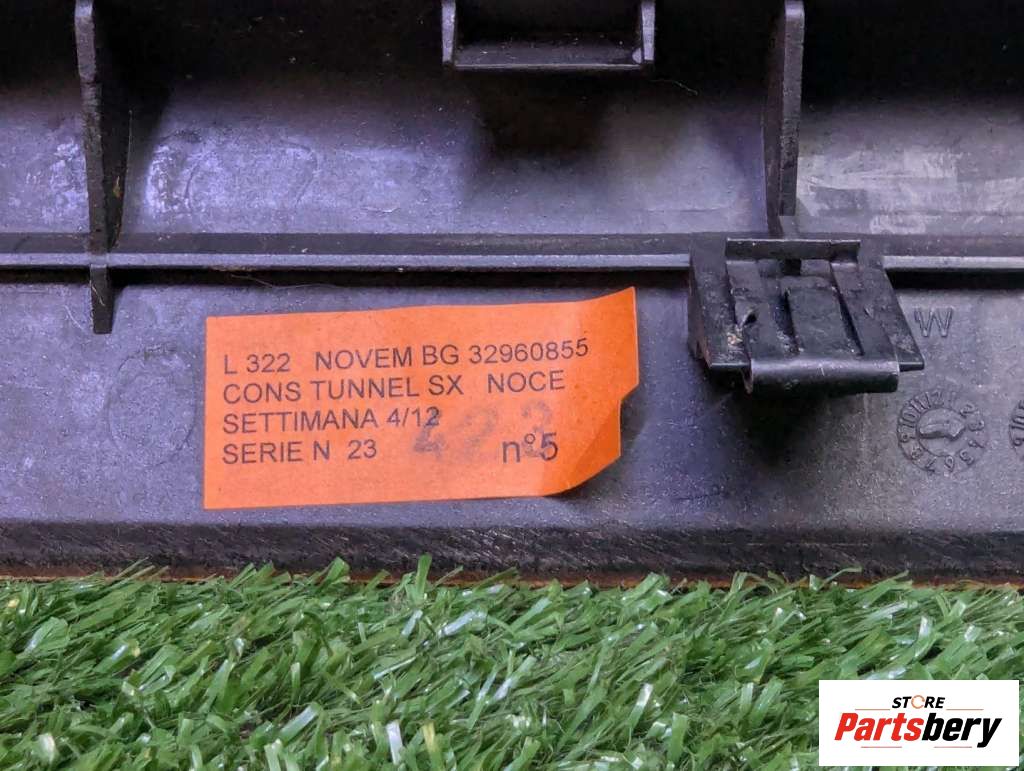 L 322 NOVEM BG 32960855
CONS TUNNEL SX NOCE
SETTIMANA 4/12
SERIE N 23
n°5
W
STORE
Partsbery